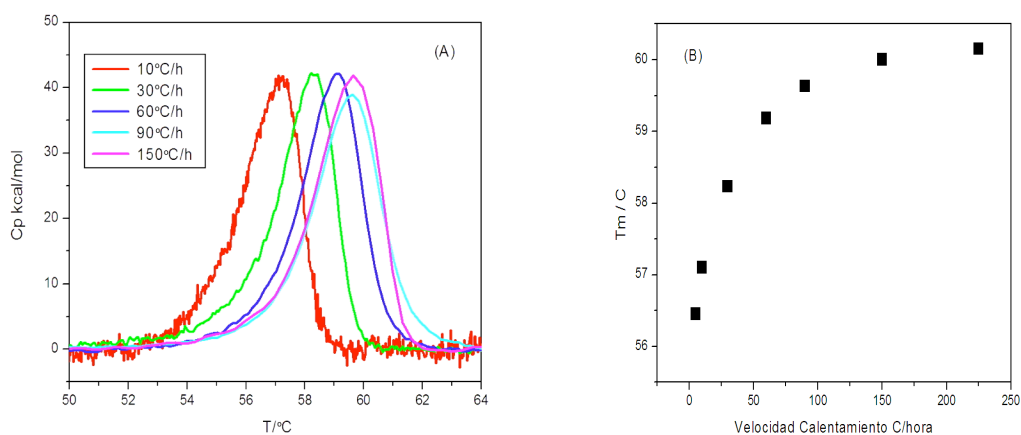 50
40
30
20
10
0
Cp kcal/mol
(A)
10ºC/h
30ºC/h
60ºC/h
90ºC/h
150ºC/h
50 52 54 56 58 60 62 64
T/ºC
60
59
58
57
56
Tm / C
(B)
0 50 100 150 200 250
Velocidad Calentamiento C/hora